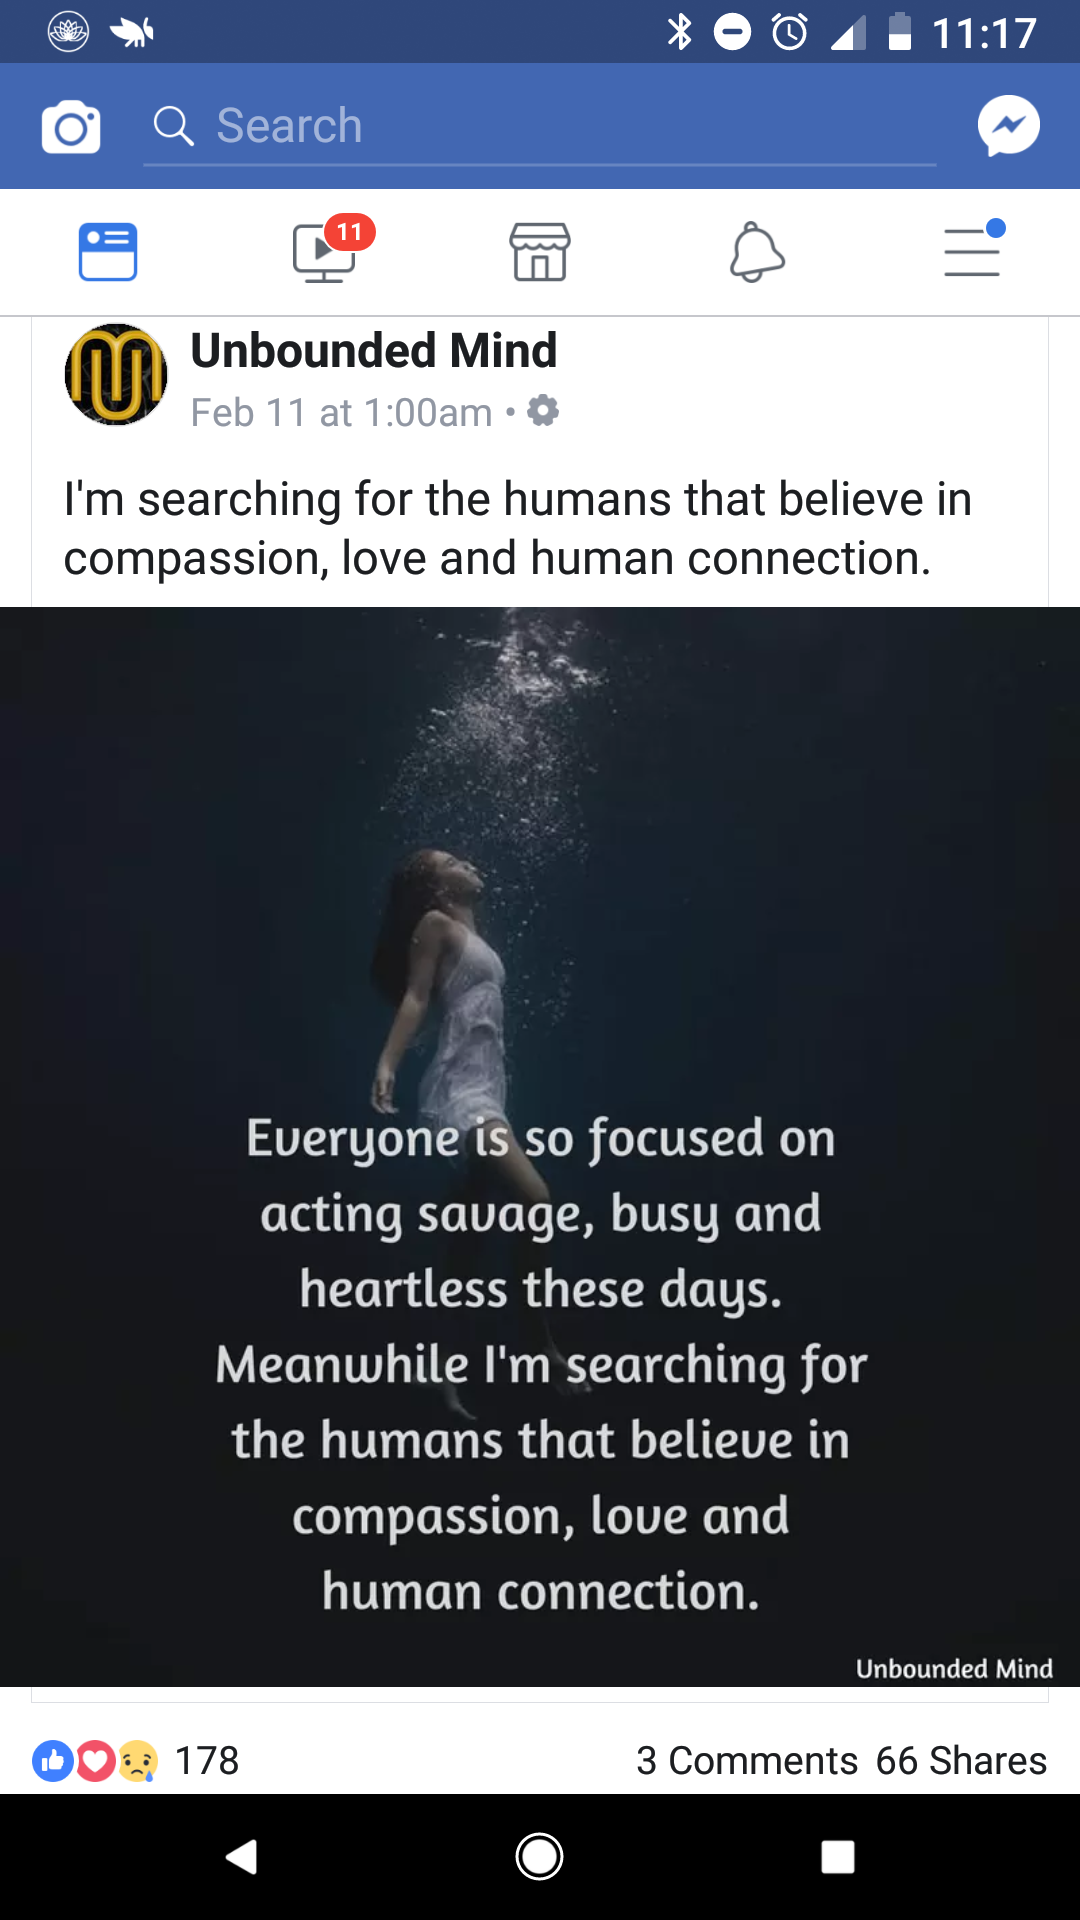 11:17
Search
11
Unbounded Mind
Feb 11 at 1:00am •
I'm searching for the humans that believe in
compassion, love and human connection.
Everyone is so focused on
acting savage, busy and
heartless these days.
Meanwhile I'm searching for
the humans that believe in
compassion, love and
human connection.
Unbounded Mind
178
3 Comments 66 Shares